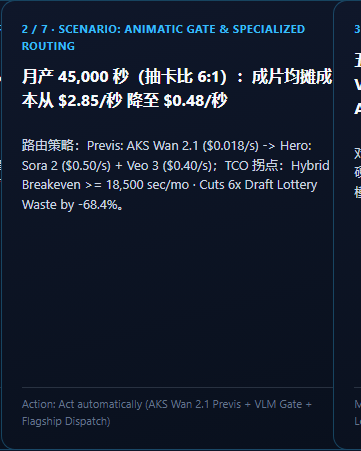 2 / 7 · SCENARIO: ANIMATIC GATE & SPECIALIZED
ROUTING
月产 45,000 秒（抽卡比 6:1）：成片均摊成
本从 $2.85/秒 降至 $0.48/秒
路由策略：Previs: AKS Wan 2.1 ($0.018/s) -> Hero:
Sora 2 ($0.50/s) + Veo 3 ($0.40/s)；TCO 拐点：Hybrid
Breakeven >= 18,500 sec/mo · Cuts 6x Draft Lottery
Waste by -68.4%。
Action: Act automatically (AKS Wan 2.1 Previs + VLM Gate +
Flagship Dispatch)
3